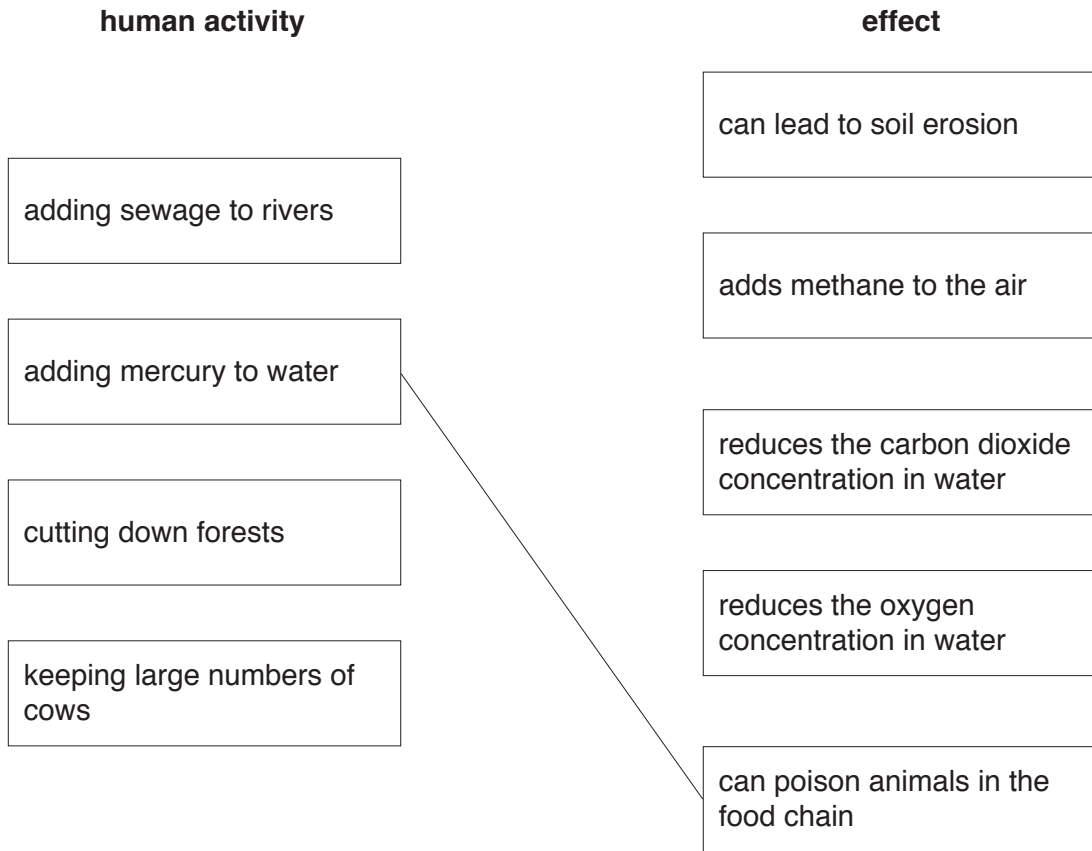 human activity
effect
adding sewage to rivers
adding mercury to water
cutting down forests
keeping large numbers of
cows
can lead to soil erosion
adds methane to the air
reduces the carbon dioxide
concentration in water
reduces the oxygen
concentration in water
can poison animals in the
food chain